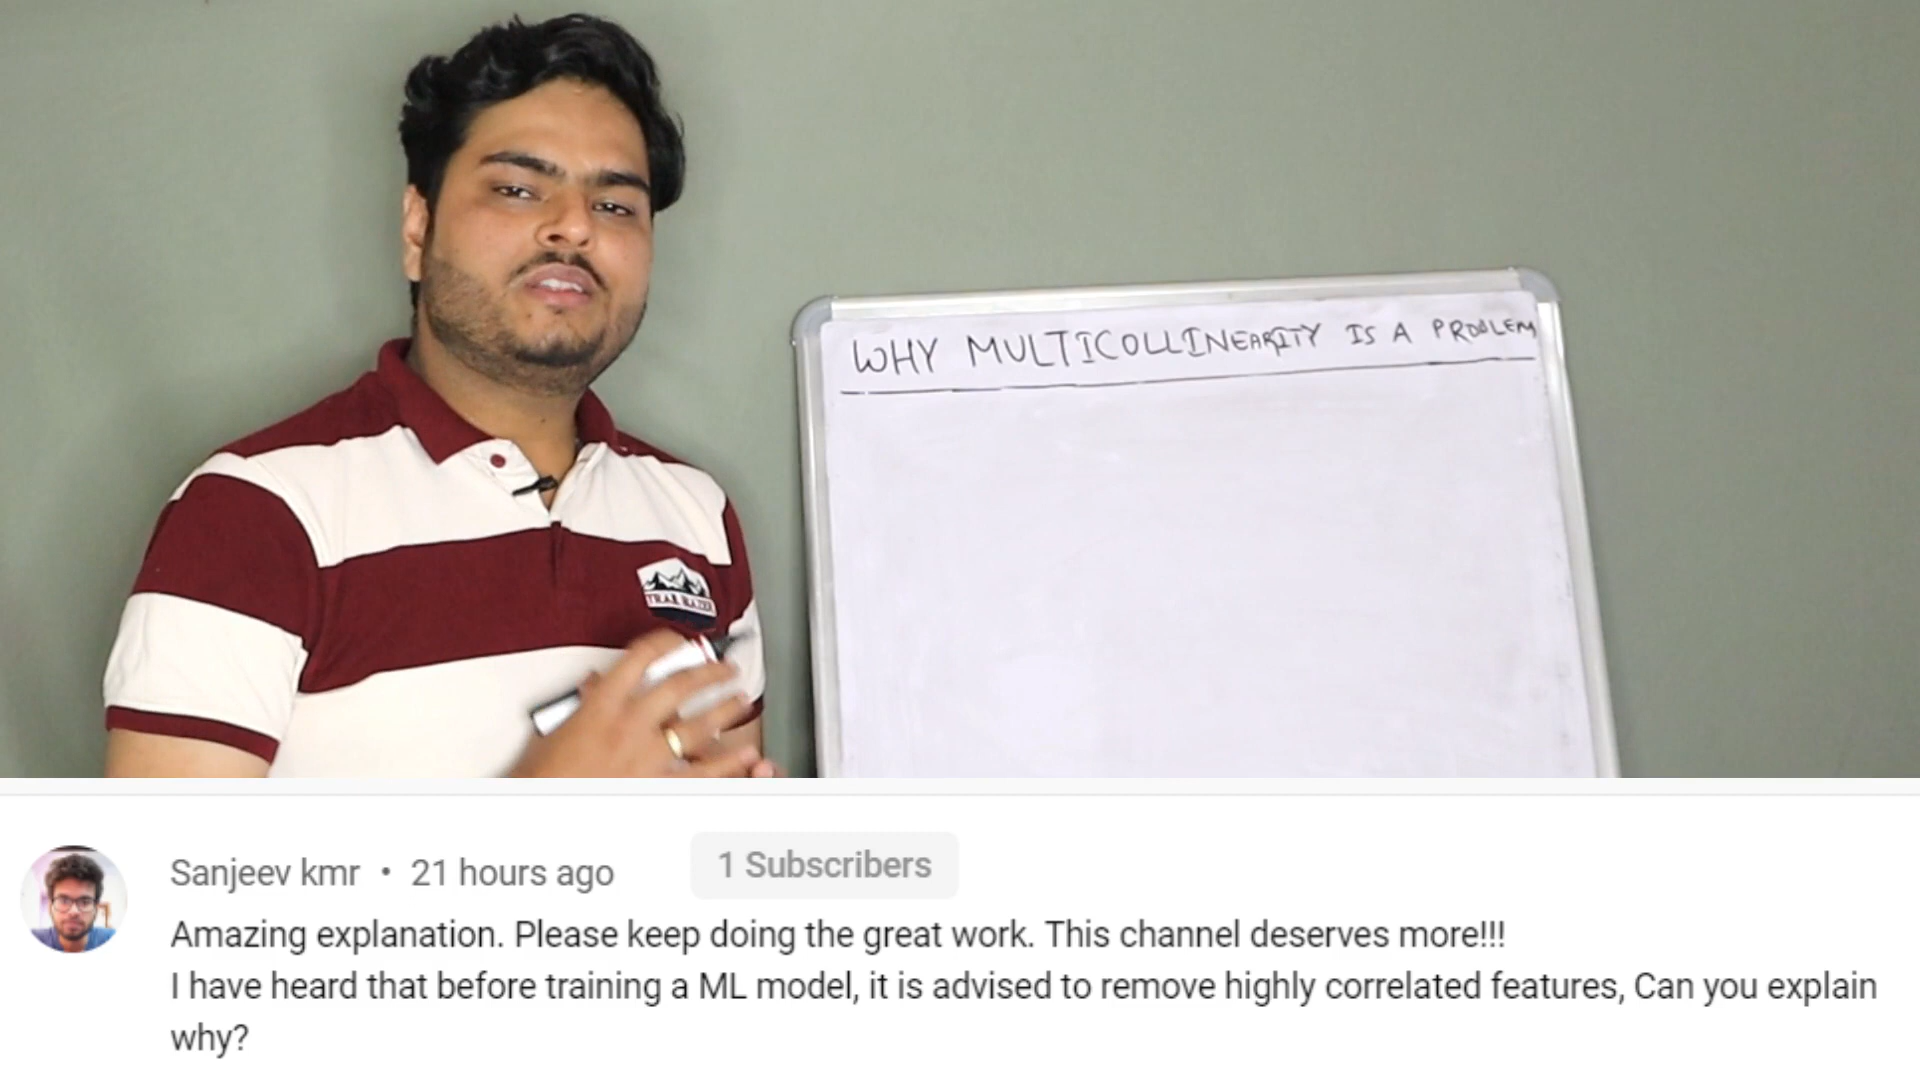 WHY MULTICOLLINEARITY IS A PROBLEM
TRAIL BLAZER
Sanjeev kmr • 21 hours ago
1 Subscribers
Amazing explanation. Please keep doing the great work. This channel deserves more!!!
I have heard that before training a ML model, it is advised to remove highly correlated features, Can you explain
why?